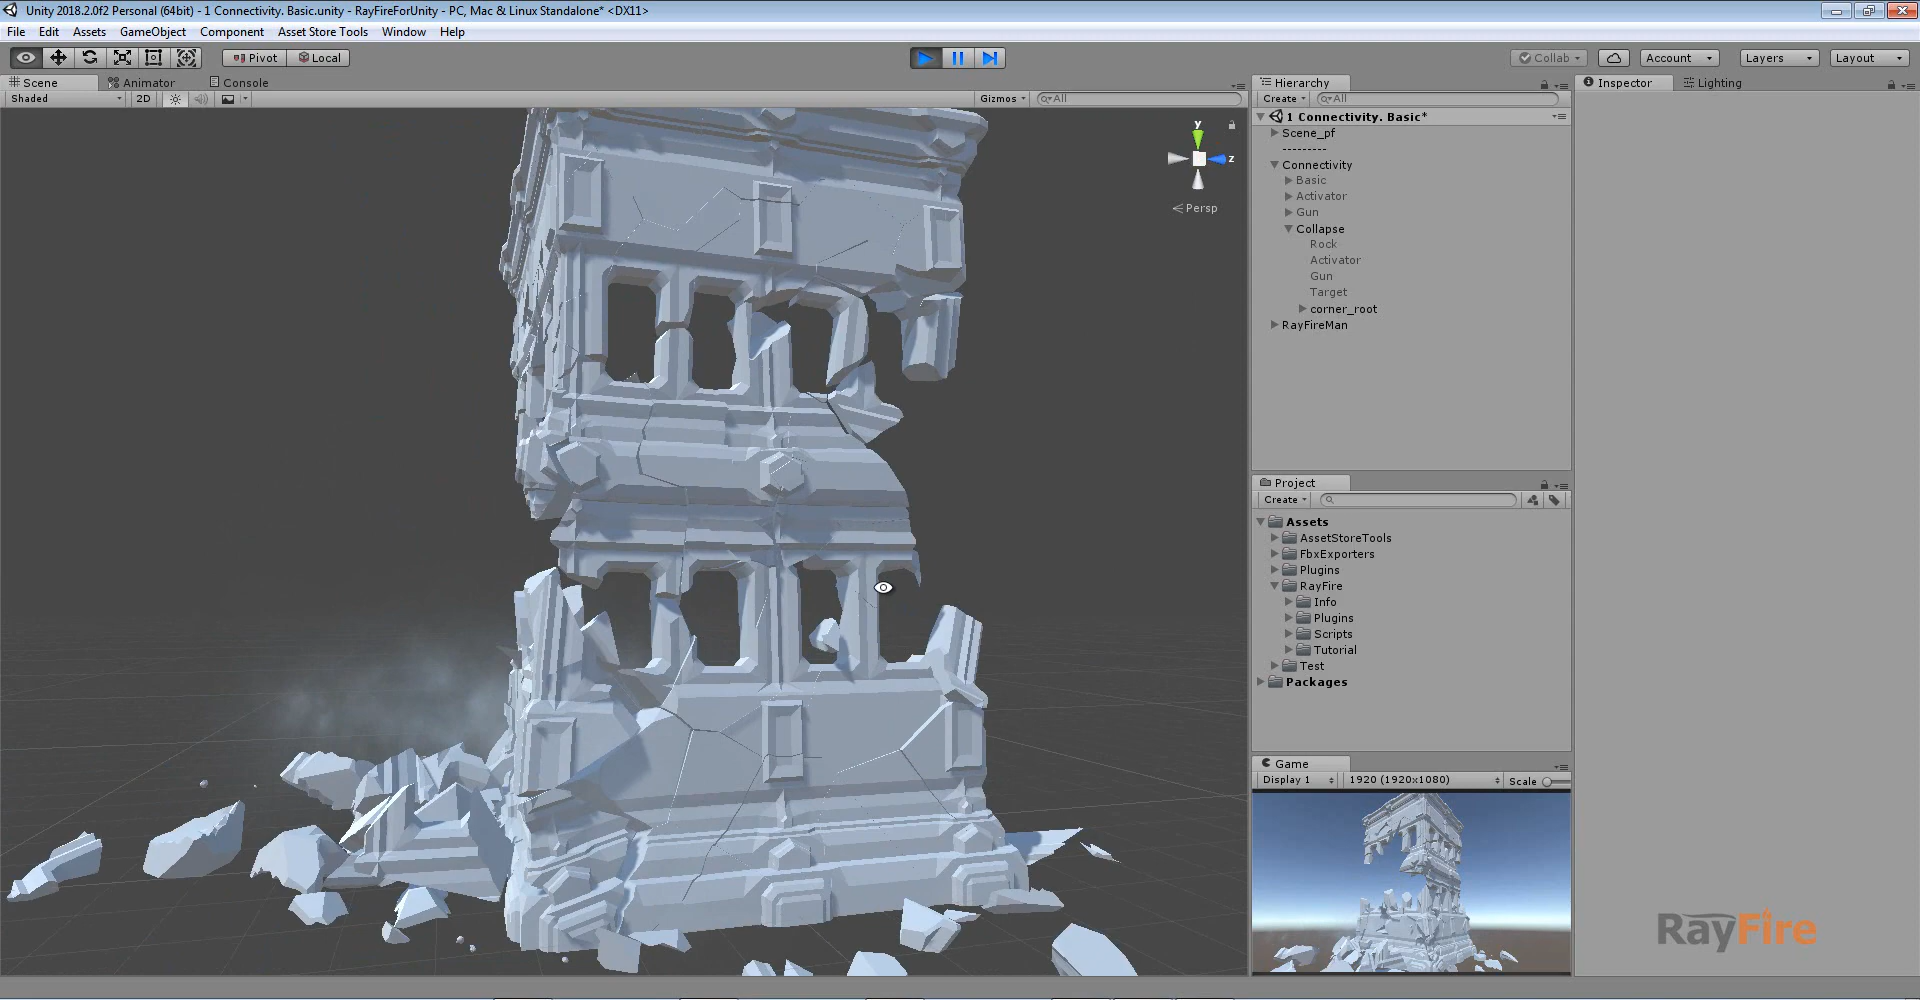 Unity 2018.2.0f2 Personal (64bit) - 1 Connectivity. Basic.unity - RayFireForUnity - PC, Mac & Linux Standalone* <DX11>
File Edit Assets GameObject Component Asset Store Tools Window Help
Pivot Local Collab Account Layers Layout
Scene Animator Console
Shaded 2D Gizmos All
y
z
Persp
Hierarchy
Create All
1 Connectivity. Basic*
Scene_pf
---------
Connectivity
Basic
Activator
Gun
Collapse
Rock
Activator
Gun
Target
corner_root
RayFireMan
Project
Create
Assets
AssetStoreTools
FbxExporters
Plugins
RayFire
Info
Plugins
Scripts
Tutorial
Test
Packages
Game
Display 1 1920 (1920x1080) Scale
Inspector Lighting
RayFire